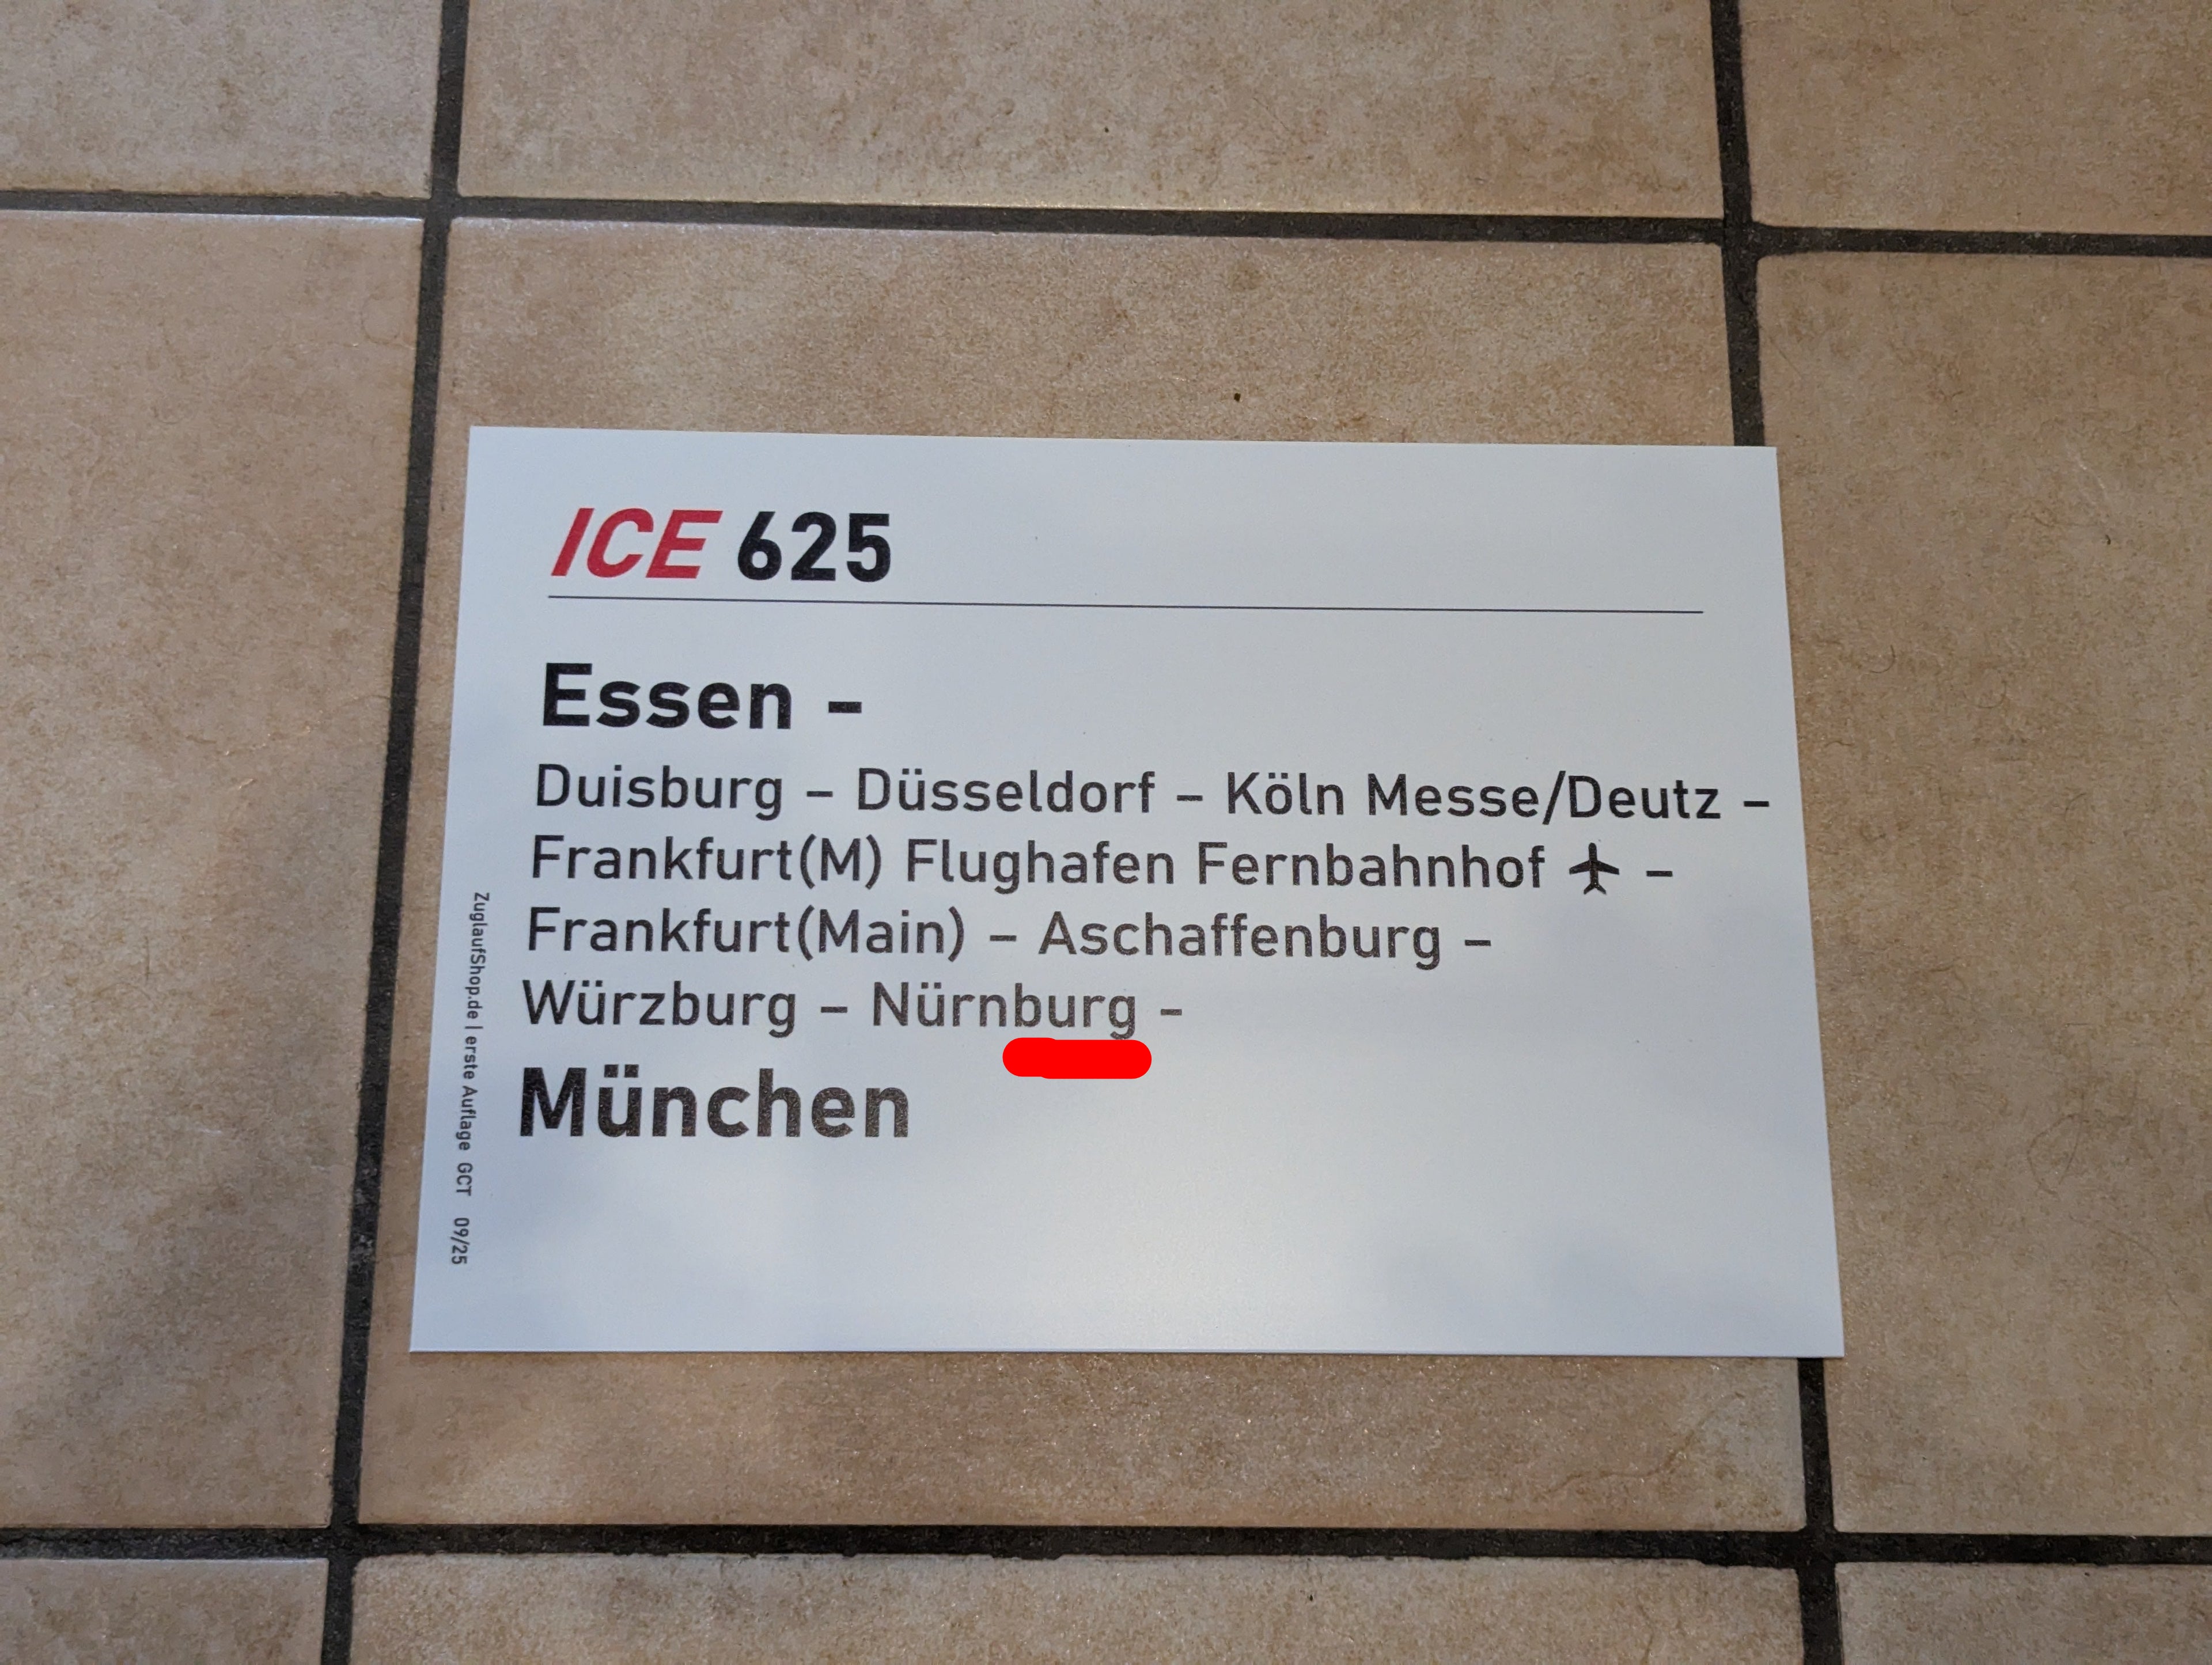 ICE 625
Essen –
Duisburg – Düsseldorf – Köln Messe/Deutz –
Frankfurt(M) Flughafen Fernbahnhof ✈ –
Frankfurt(Main) – Aschaffenburg –
Würzburg – Nürnburg -
München
ZuglaufShop.de | erste Auflage GCT 09/25